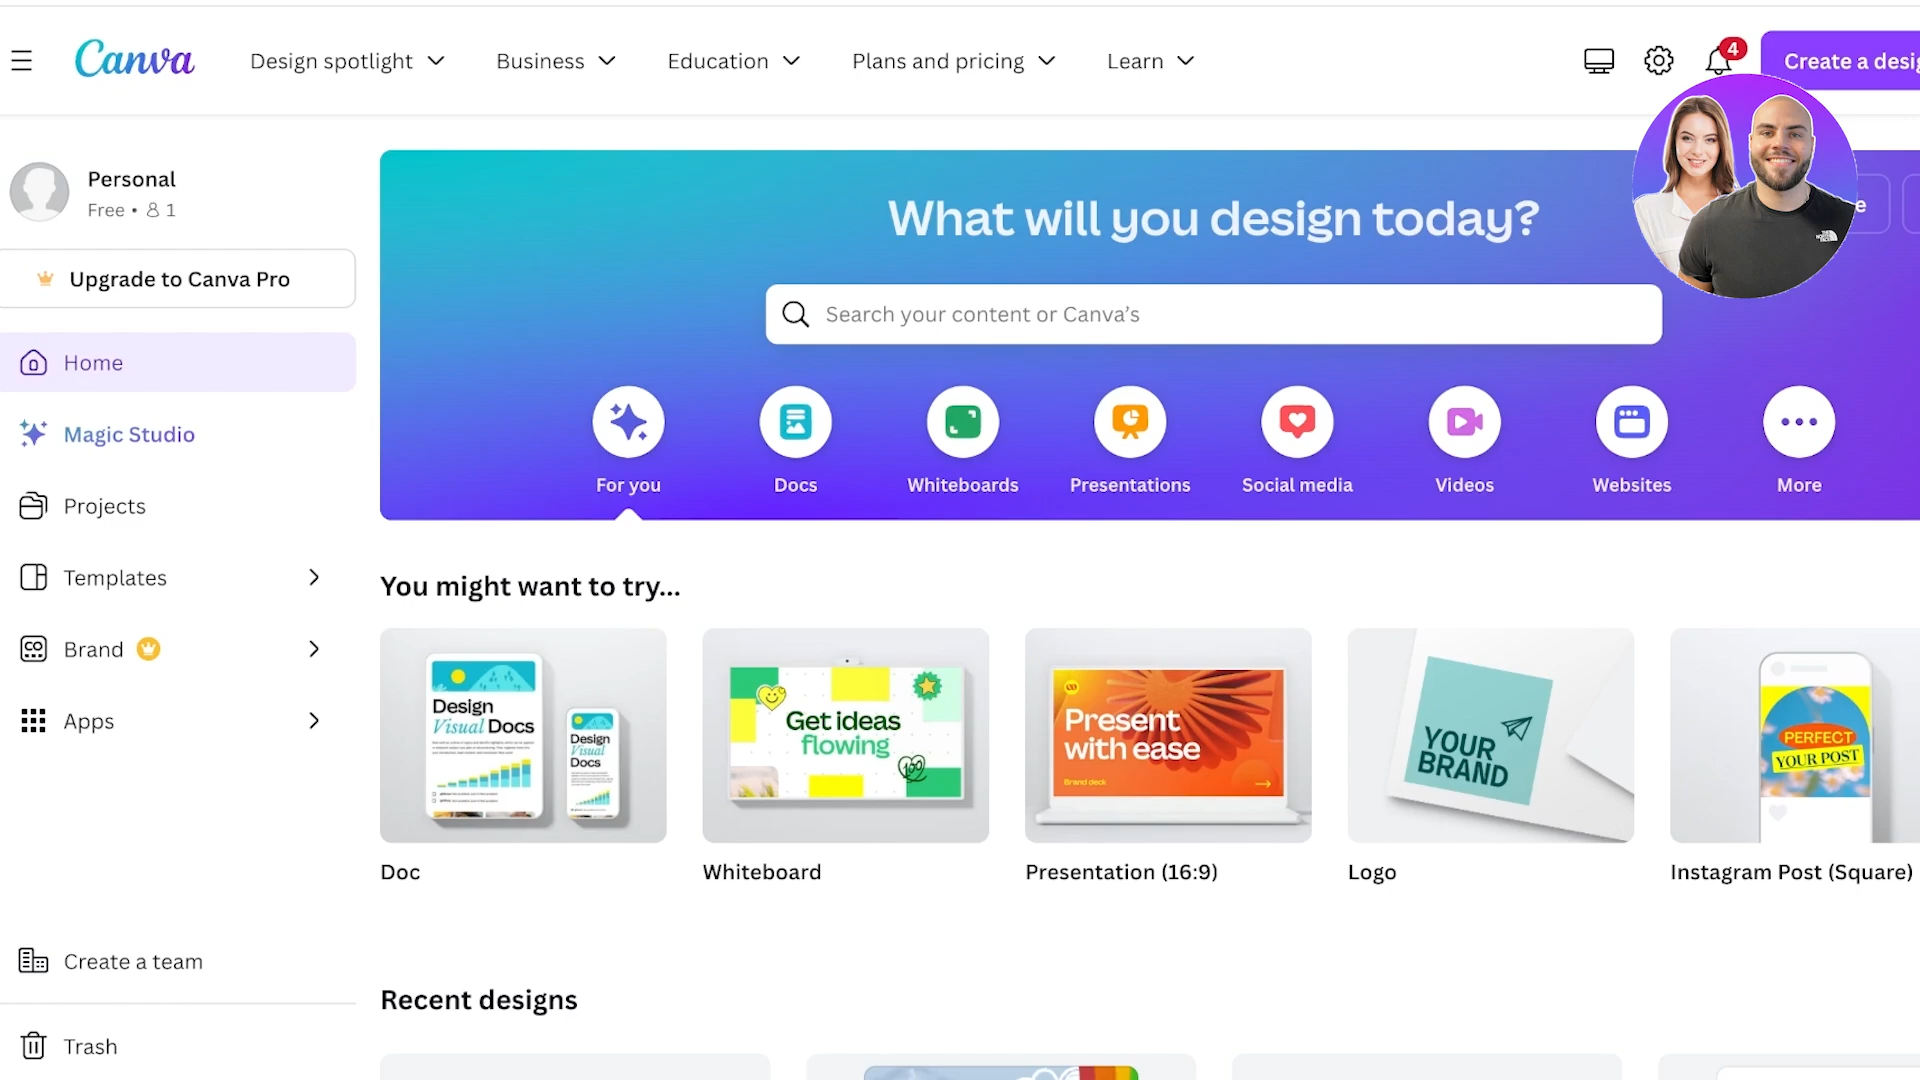 Canva
Design spotlight
Business
Education
Plans and pricing
Learn
4
Create a desi
Personal
Free • 1
Upgrade to Canva Pro
Home
Magic Studio
Projects
Templates
Brand
Apps
Create a team
Trash
What will you design today?
Search your content or Canva's
For you
Docs
Whiteboards
Presentations
Social media
Videos
Websites
More
You might want to try...
Design
Visual Docs
Design
Visual
Docs
Get ideas
flowing
100
Present
with ease
Brand deck
YOUR
BRAND
PERFECT
YOUR POST
Doc
Whiteboard
Presentation (16:9)
Logo
Instagram Post (Square)
Recent designs